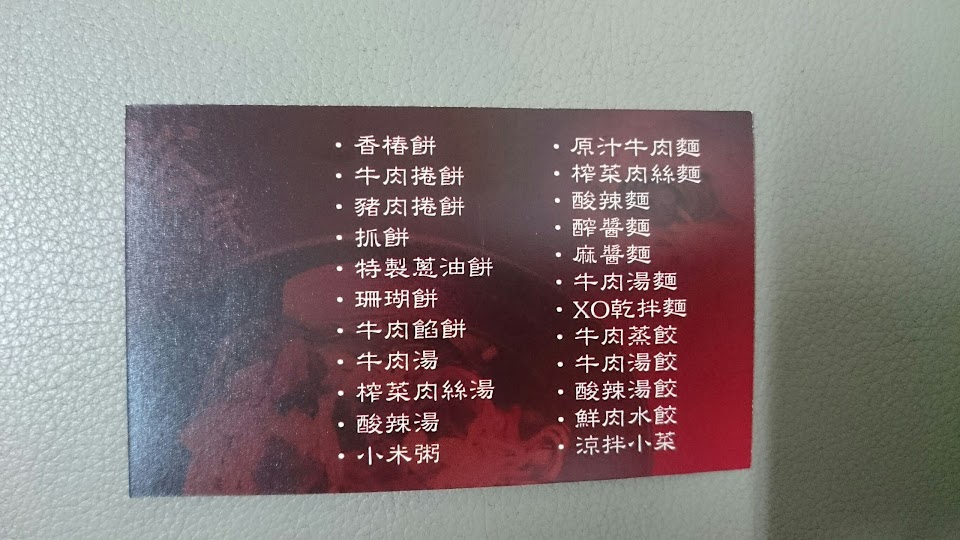 ・香椿餅
・牛肉捲餅
・豬肉捲餅
・抓餅
・特製蔥油餅
・珊瑚餅
・牛肉餡餅
・牛肉湯
・榨菜肉絲湯
・酸辣湯
・小米粥
・原汁牛肉麵
・榨菜肉絲麵
・酸辣麵
・醡醬麵
・麻醬麵
・牛肉湯麵
・XO乾拌麵
・牛肉蒸餃
・牛肉湯餃
・酸辣湯餃
・鮮肉水餃
・涼拌小菜